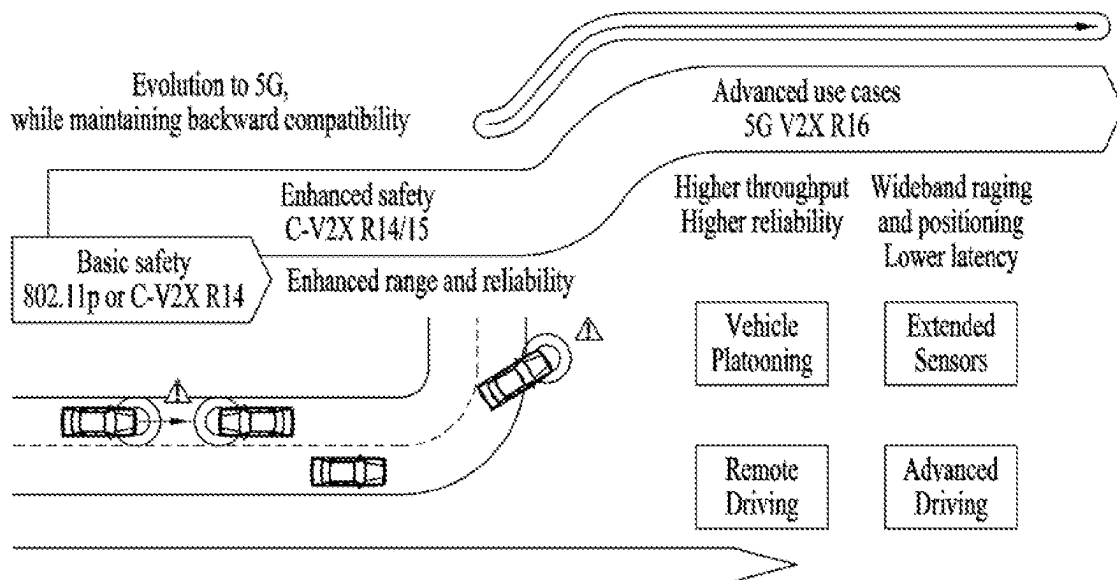 Evolution to 5G,
while maintaining backward compatibility
Advanced use cases
5G V2X R16
Enhanced safety
C-V2X R14/15
Higher throughput
Higher reliability
Wideband raging
and positioning
Lower latency
Basic safety
802.11p or C-V2X R14
Enhanced range and reliability
Vehicle
Platooning
Extended
Sensors
Remote
Driving
Advanced
Driving